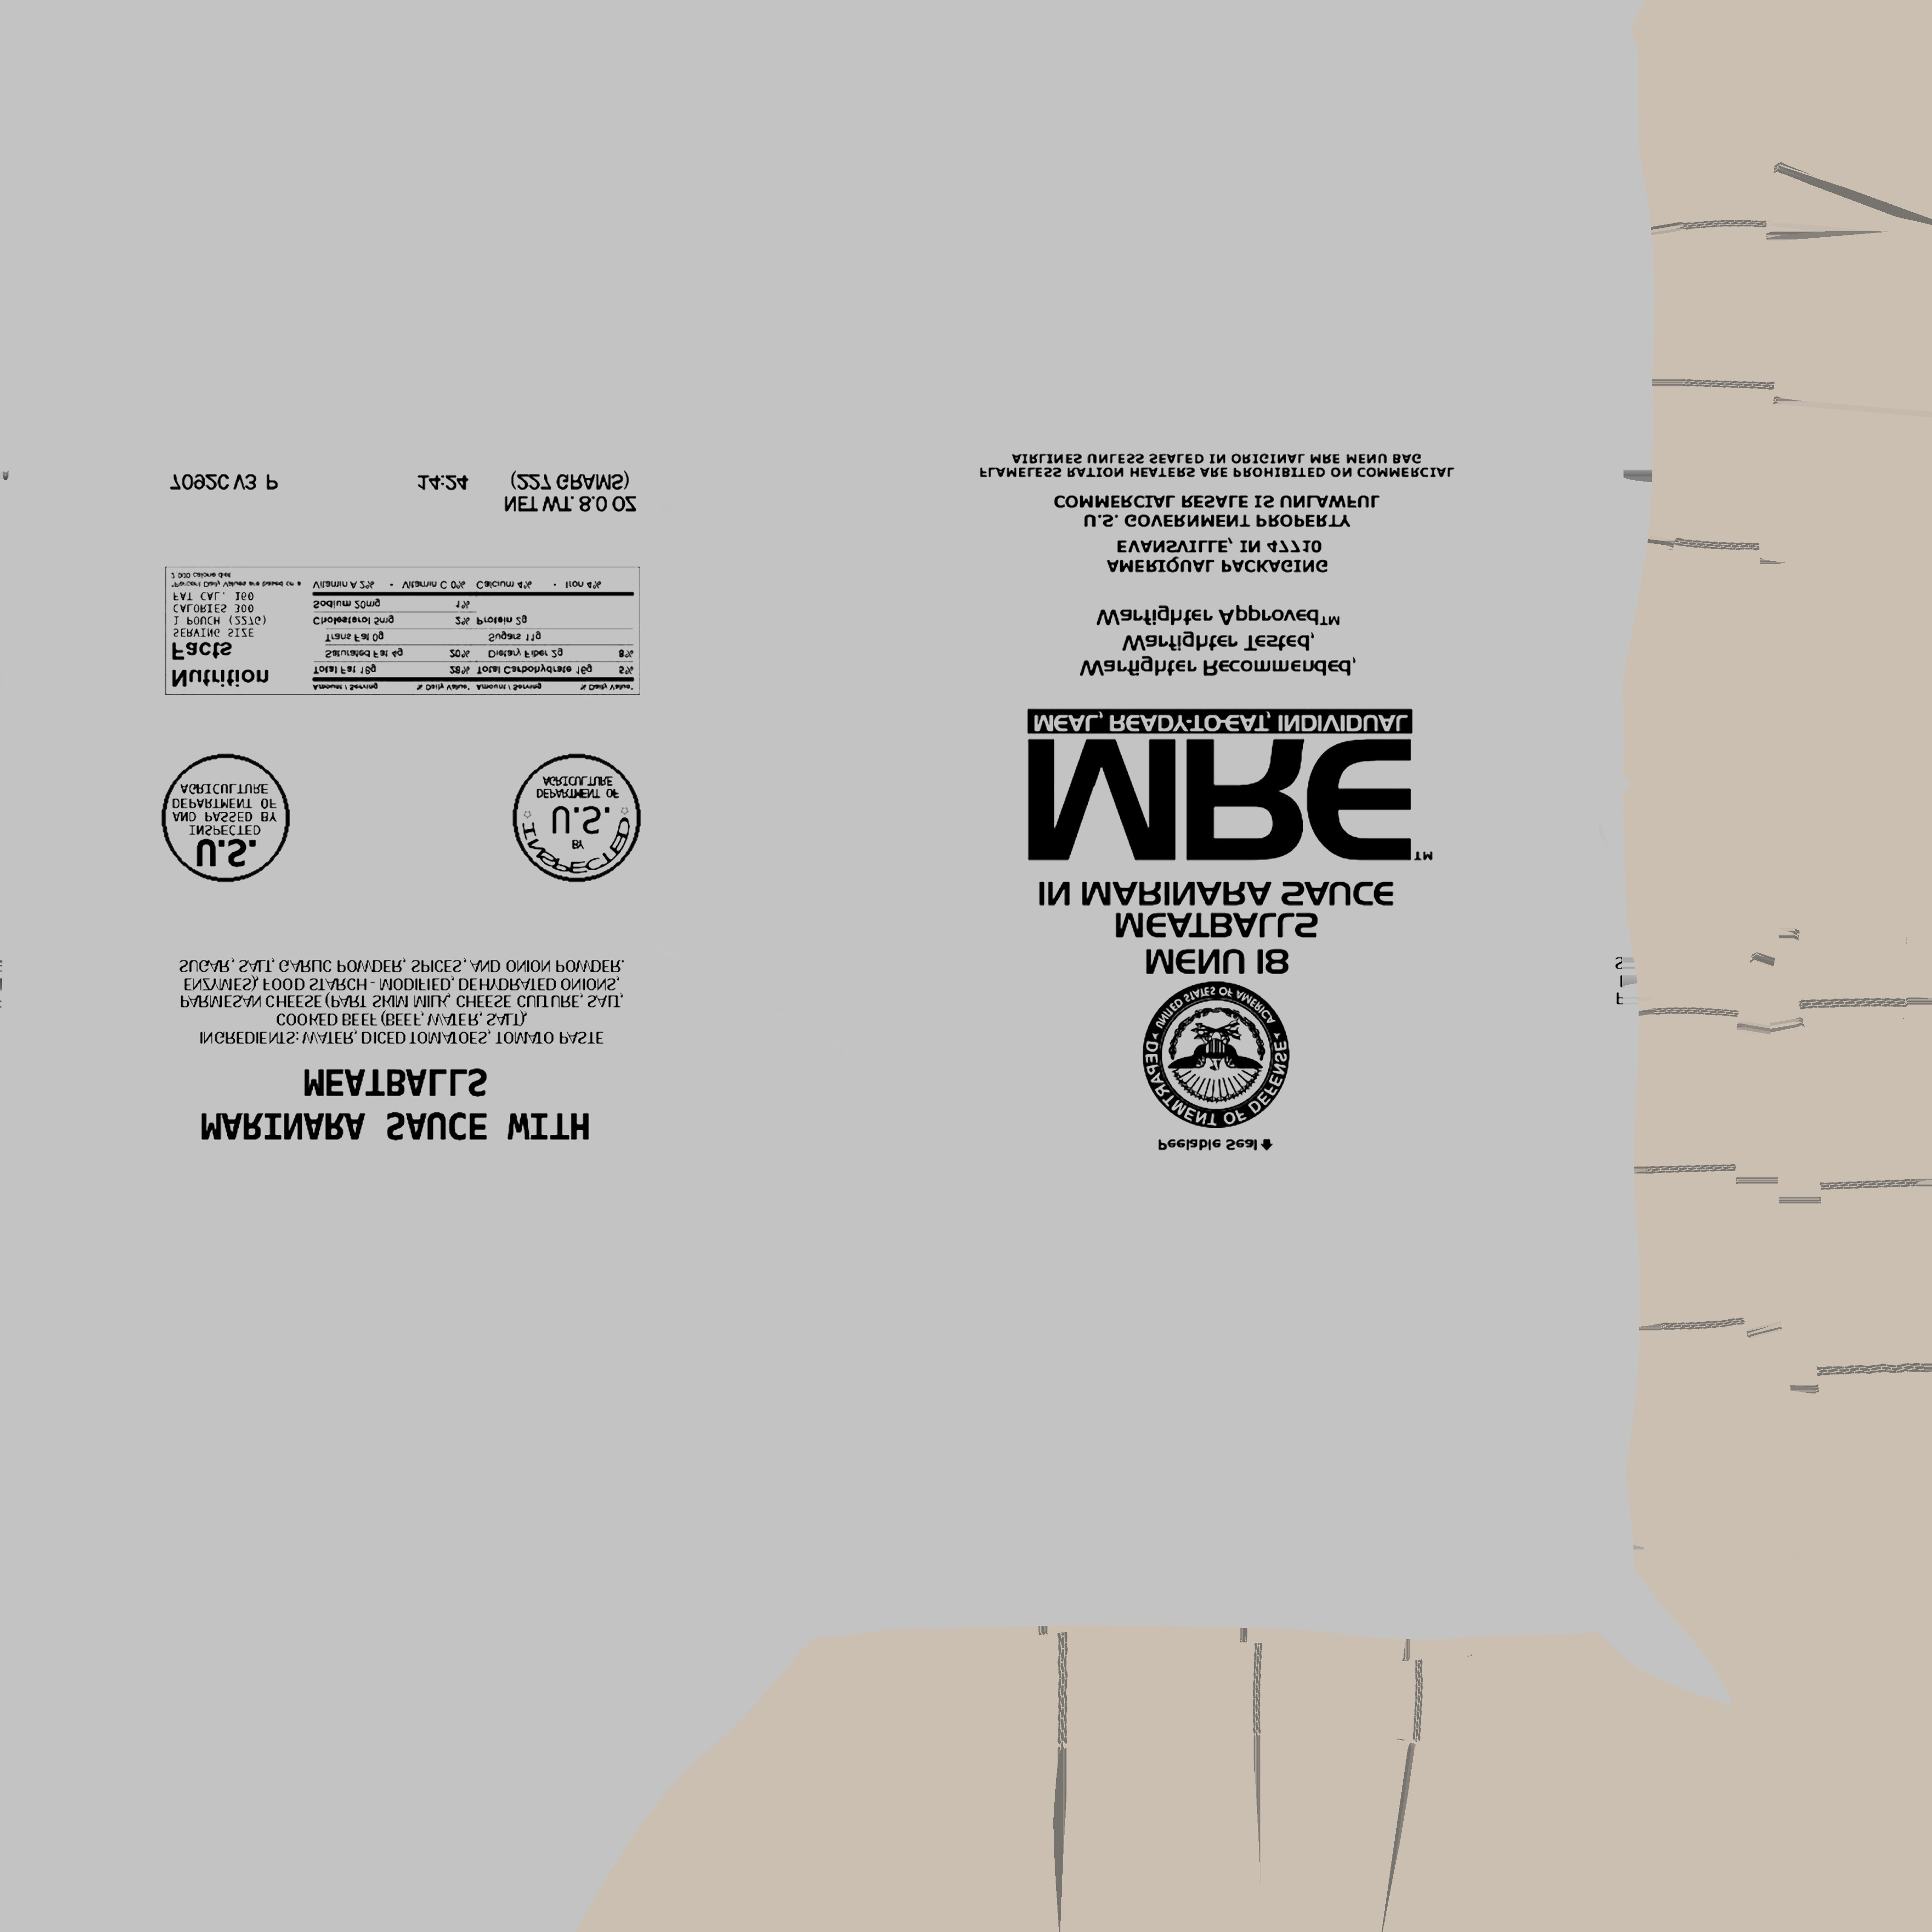 MARINARA SAUCE WITH
MEATBALLS
INGREDIENTS: WATER, DICED TOMATOES, TOMATO PASTE
COOKED BEEF (BEEF, WATER, SALT),
PARMESAN CHEESE (PART SKIM MILK, CHEESE CULTURE, SALT,
ENZYMES), FOOD STARCH - MODIFIED, DEHYDRATED ONIONS,
SUGAR, SALT, GARLIC POWDER, SPICES, AND ONION POWDER.
U.S.
INSPECTED
AND PASSED BY
DEPARTMENT OF
AGRICULTURE
INSPECTED
BY
U.S.
DEPARTMENT OF
AGRICULTURE
Nutrition
Facts
SERVING SIZE
1 POUCH (227G)
CALORIES 300
FAT CAL. 160
*Percent Daily Values are based on a
2 000 calorie diet
Amount / Serving % Daily Value* Amount / Serving % Daily Value*
Total Fat 18g 28% Total Carbohydrate 16g 5%
Saturated Fat 4g 20% Dietary Fiber 2g 8%
Trans Fat 0g Sugars 11g
Cholesterol 5mg 2% Protein 2g
Sodium 20mg 1%
Vitamin A 2% • Vitamin C 0% Calcium 4% • Iron 4%
NET WT. 8.0 OZ
7092C V3 P 14:24 (227 GRAMS)
Peelable Seal
DEPARTMENT OF DEFENSE
UNITED STATES OF AMERICA
MENU 18
MEATBALLS
IN MARINARA SAUCE
MRE™
MEAL, READY-TO-EAT, INDIVIDUAL
Warfighter Recommended,
Warfighter Tested,
Warfighter Approved™
AMERIQUAL PACKAGING
EVANSVILLE, IN 47710
U.S. GOVERNMENT PROPERTY
COMMERCIAL RESALE IS UNLAWFUL
FLAMELESS RATION HEATERS ARE PROHIBITED ON COMMERCIAL
AIRLINES UNLESS SEALED IN ORIGINAL MRE MENU BAG